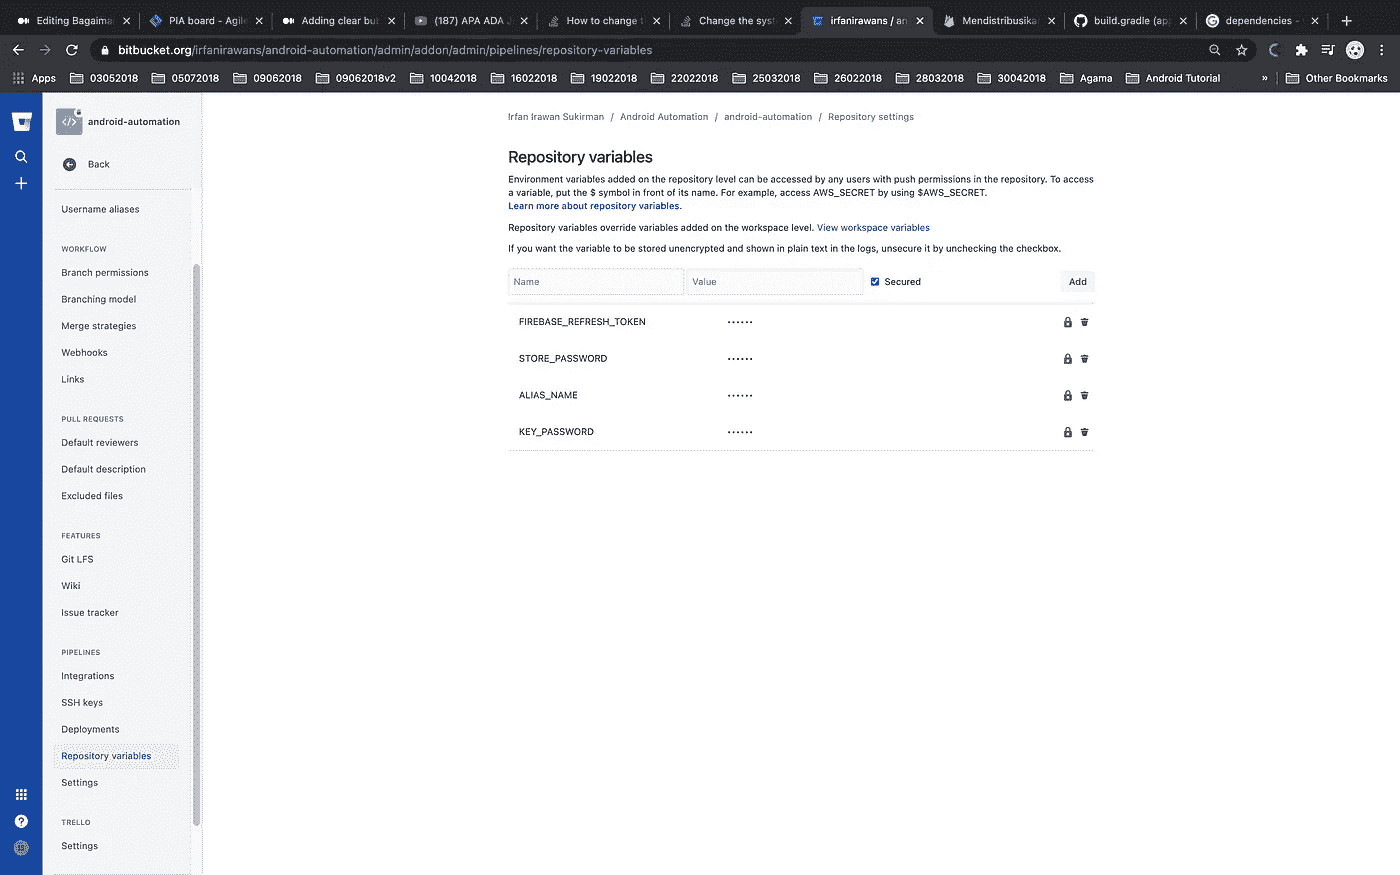 Editing Bagaiman
PIA board - Agile
Adding clear bu
(187) APA ADA J
How to change t
Change the syst
irfanirawans / an
Mendistribusika
build.gradle (app
dependencies -
bitbucket.org/irfanirawans/android-automation/admin/addon/admin/pipelines/repository-variables
Apps
03052018
05072018
09062018
09062018v2
10042018
16022018
19022018
22022018
25032018
26022018
28032018
30042018
Agama
Android Tutorial
»
Other Bookmarks
android-automation
Back
Username aliases
WORKFLOW
Branch permissions
Branching model
Merge strategies
Webhooks
Links
PULL REQUESTS
Default reviewers
Default description
Excluded files
FEATURES
Git LFS
Wiki
Issue tracker
PIPELINES
Integrations
SSH keys
Deployments
Repository variables
Settings
TRELLO
Settings
Irfan Irawan Sukirman / Android Automation / android-automation / Repository settings
Repository variables
Environment variables added on the repository level can be accessed by any users with push permissions in the repository. To access
a variable, put the $ symbol in front of its name. For example, access AWS_SECRET by using $AWS_SECRET.
Learn more about repository variables.
Repository variables override variables added on the workspace level. View workspace variables
If you want the variable to be stored unencrypted and shown in plain text in the logs, unsecure it by unchecking the checkbox.
Name Value Secured Add
FIREBASE_REFRESH_TOKEN ••••••
STORE_PASSWORD ••••••
ALIAS_NAME ••••••
KEY_PASSWORD ••••••